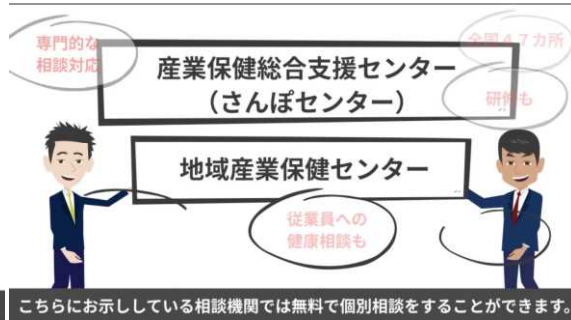 専門的な
相談対応
全国47カ所
産業保健総合支援センター
（さんぽセンター）
研修も
地域産業保健センター
従業員への
健康相談も
こちらにお示ししている相談機関では無料で個別相談をすることができます。